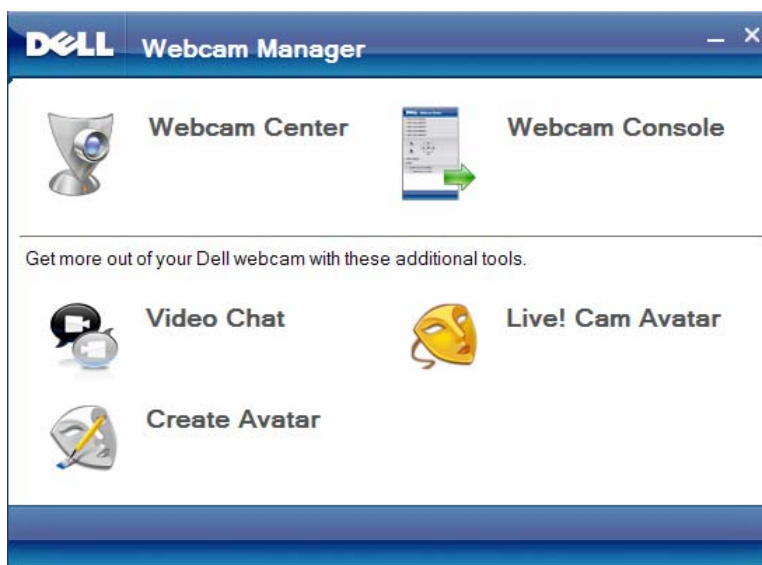 DELL Webcam Manager
Webcam Center
Webcam Console
Get more out of your Dell webcam with these additional tools.
Video Chat
Live! Cam Avatar
Create Avatar